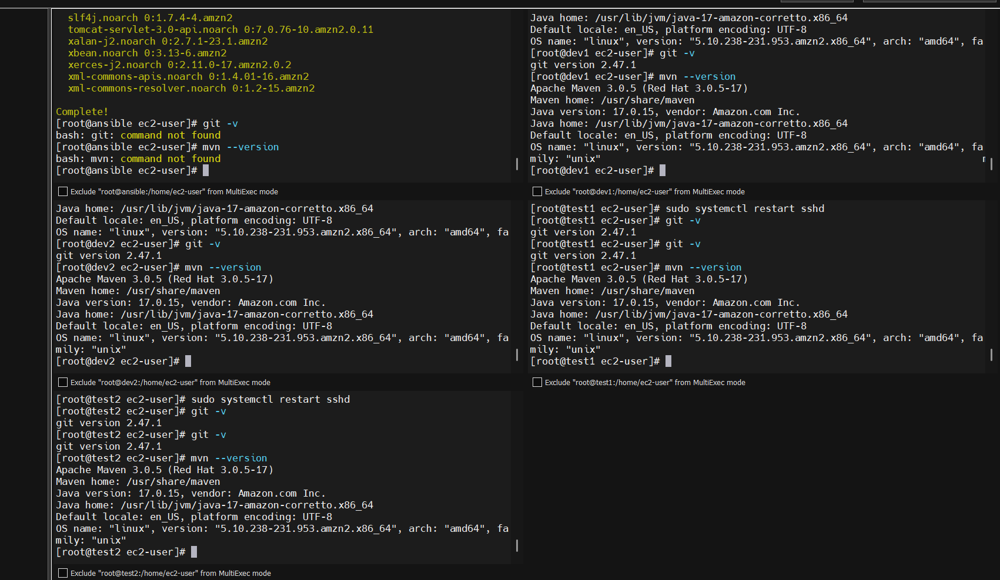 slf4j.noarch 0:1.7.4-4.amzn2
tomcat-servlet-3.0-api.noarch 0:7.0.76-10.amzn2.0.11
xalan-j2.noarch 0:2.7.1-23.1.amzn2
xbean.noarch 0:3.13-6.amzn2
xerces-j2.noarch 0:2.11.0-17.amzn2.0.2
xml-commons-apis.noarch 0:1.4.01-16.amzn2
xml-commons-resolver.noarch 0:1.2-15.amzn2
Complete!
[root@ansible ec2-user]# git -v
bash: git: command not found
[root@ansible ec2-user]# mvn --version
bash: mvn: command not found
[root@ansible ec2-user]#
Exclude "root@ansible:/home/ec2-user" from MultiExec mode
Java home: /usr/lib/jvm/java-17-amazon-corretto.x86_64
Default locale: en_US, platform encoding: UTF-8
OS name: "linux", version: "5.10.238-231.953.amzn2.x86_64", arch: "amd64", fa
[root@dev1 ec2-user]# git -v
git version 2.47.1
[root@dev1 ec2-user]# mvn --version
Apache Maven 3.0.5 (Red Hat 3.0.5-17)
Maven home: /usr/share/maven
Java version: 17.0.15, vendor: Amazon.com Inc.
Java home: /usr/lib/jvm/java-17-amazon-corretto.x86_64
Default locale: en_US, platform encoding: UTF-8
OS name: "linux", version: "5.10.238-231.953.amzn2.x86_64", arch: "amd64", fa
mily: "unix"
[root@dev1 ec2-user]#
Exclude "root@dev1:/home/ec2-user" from MultiExec mode
Java home: /usr/lib/jvm/java-17-amazon-corretto.x86_64
Default locale: en_US, platform encoding: UTF-8
OS name: "linux", version: "5.10.238-231.953.amzn2.x86_64", arch: "amd64", fa
[root@dev2 ec2-user]# git -v
git version 2.47.1
[root@dev2 ec2-user]# mvn --version
Apache Maven 3.0.5 (Red Hat 3.0.5-17)
Maven home: /usr/share/maven
Java version: 17.0.15, vendor: Amazon.com Inc.
Java home: /usr/lib/jvm/java-17-amazon-corretto.x86_64
Default locale: en_US, platform encoding: UTF-8
OS name: "linux", version: "5.10.238-231.953.amzn2.x86_64", arch: "amd64", fa
mily: "unix"
[root@dev2 ec2-user]#
Exclude "root@dev2:/home/ec2-user" from MultiExec mode
[root@test1 ec2-user]# sudo systemctl restart sshd
[root@test1 ec2-user]# git -v
git version 2.47.1
[root@test1 ec2-user]# git -v
git version 2.47.1
[root@test1 ec2-user]# mvn --version
Apache Maven 3.0.5 (Red Hat 3.0.5-17)
Maven home: /usr/share/maven
Java version: 17.0.15, vendor: Amazon.com Inc.
Java home: /usr/lib/jvm/java-17-amazon-corretto.x86_64
Default locale: en_US, platform encoding: UTF-8
OS name: "linux", version: "5.10.238-231.953.amzn2.x86_64", arch: "amd64", fa
mily: "unix"
[root@test1 ec2-user]#
Exclude "root@test1:/home/ec2-user" from MultiExec mode
[root@test2 ec2-user]# sudo systemctl restart sshd
[root@test2 ec2-user]# git -v
git version 2.47.1
[root@test2 ec2-user]# git -v
git version 2.47.1
[root@test2 ec2-user]# mvn --version
Apache Maven 3.0.5 (Red Hat 3.0.5-17)
Maven home: /usr/share/maven
Java version: 17.0.15, vendor: Amazon.com Inc.
Java home: /usr/lib/jvm/java-17-amazon-corretto.x86_64
Default locale: en_US, platform encoding: UTF-8
OS name: "linux", version: "5.10.238-231.953.amzn2.x86_64", arch: "amd64", fa
mily: "unix"
[root@test2 ec2-user]#
Exclude "root@test2:/home/ec2-user" from MultiExec mode